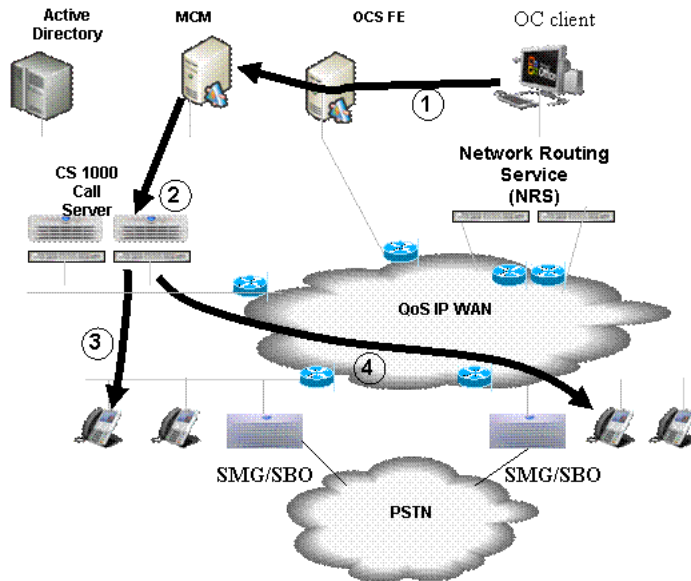 Active
Directory
MCM
OCS FE
OC client
1
CS 1000
Call
Server
2
Network Routing
Service
(NRS)
QoS IP WAN
3
4
SMG/SBO
SMG/SBO
PSTN